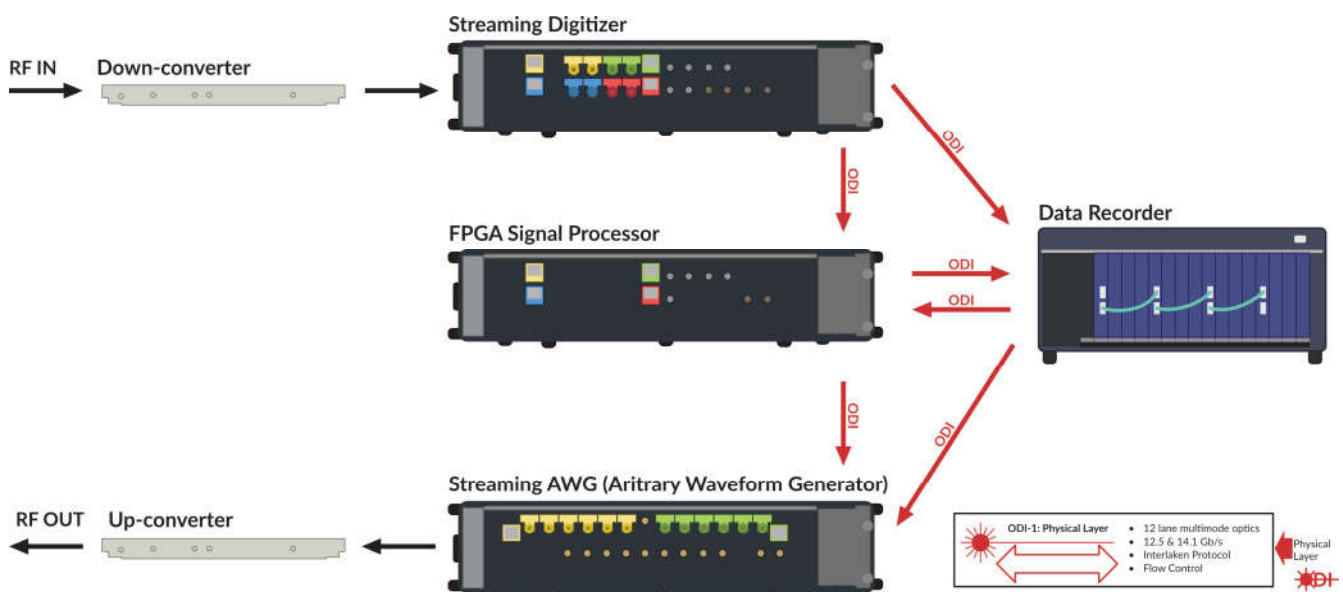 Streaming Digitizer
RF IN
Down-converter
ODI
ODI
FPGA Signal Processor
Data Recorder
ODI
ODI
ODI
ODI
Streaming AWG (Aritrary Waveform Generator)
RF OUT
Up-converter
ODI-1: Physical Layer
• 12 lane multimode optics
• 12.5 & 14.1 Gb/s
• Interlaken Protocol
• Flow Control
Physical
Layer
ODI